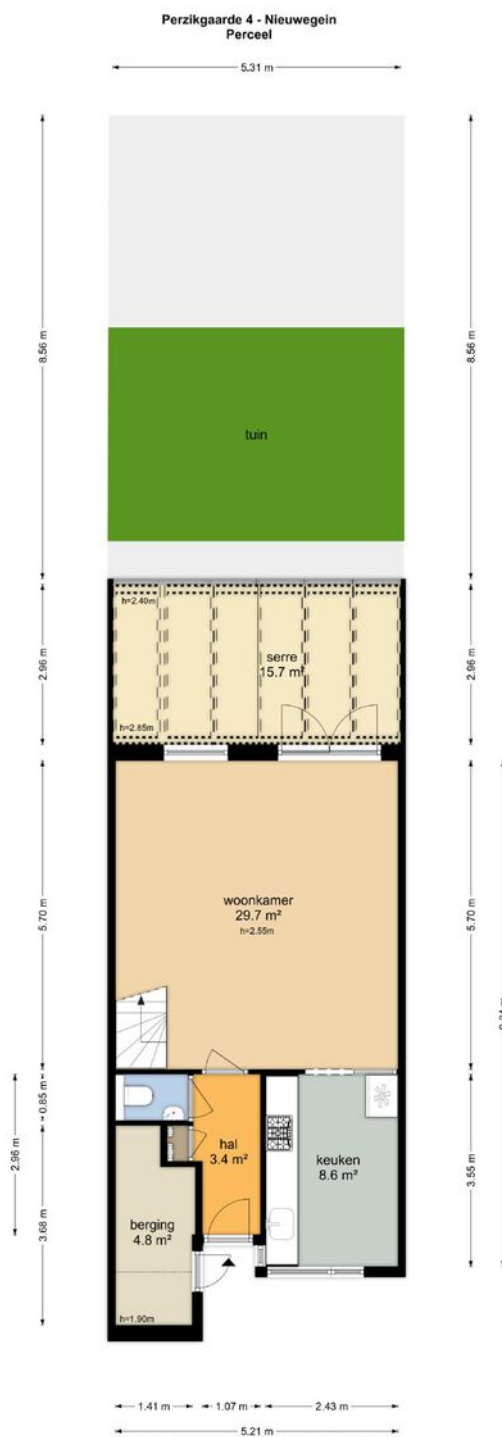 Perzikgaarde 4 - Nieuwegein
Perceel
5.31 m
8.56 m
8.56 m
tuin
h=2.40m
serre
15.7 m²
2.96 m
2.96 m
h=2.85m
woonkamer
29.7 m²
h=2.55m
5.70 m
5.70 m
0.85 m
2.96 m
hal
3.4 m²
keuken
8.6 m²
3.55 m
berging
4.8 m²
3.68 m
h=1.90m
1.41 m
1.07 m
2.43 m
5.21 m